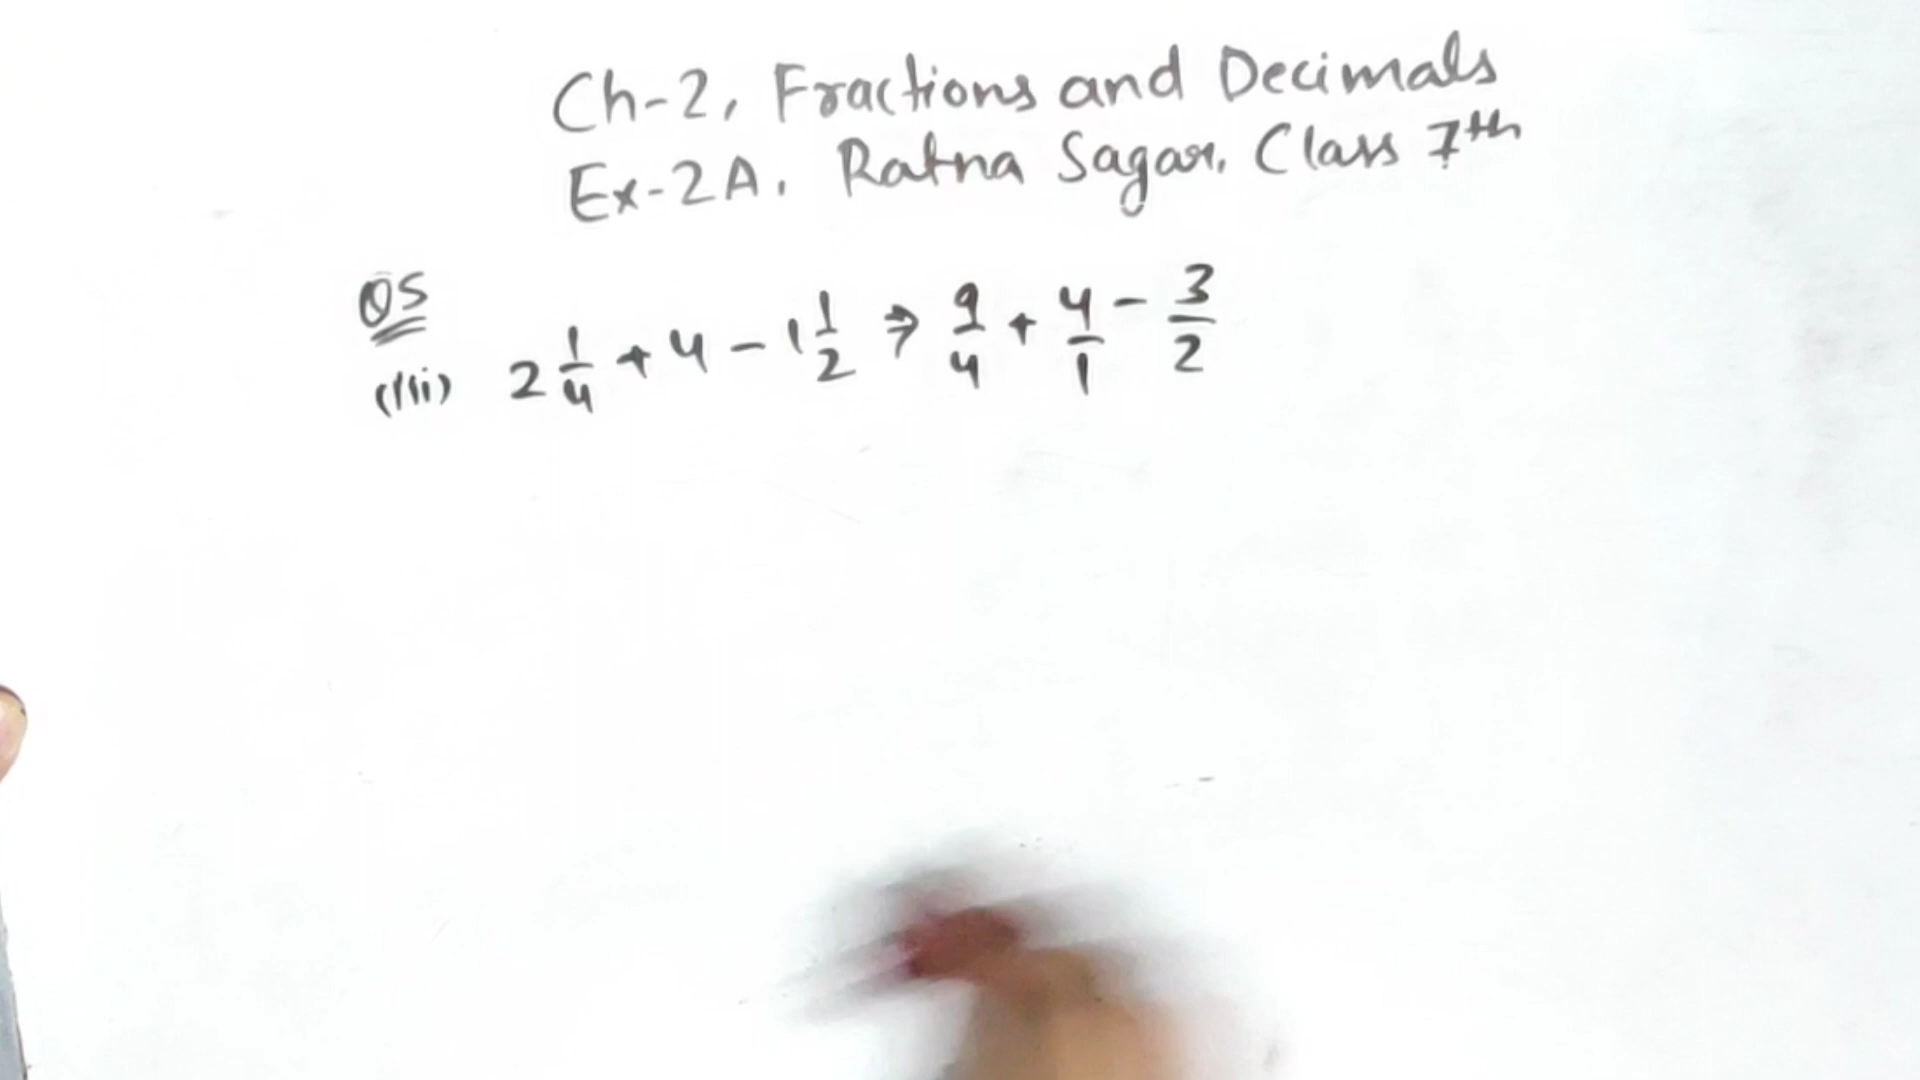 Ch-2, Fractions and Decimals
Ex-2A. Ratna Sagar. Class 7th
Q5
(iii) 2 1/4 + 4 - 1 1/2 ⇒ 9/4 + 4/1 - 3/2